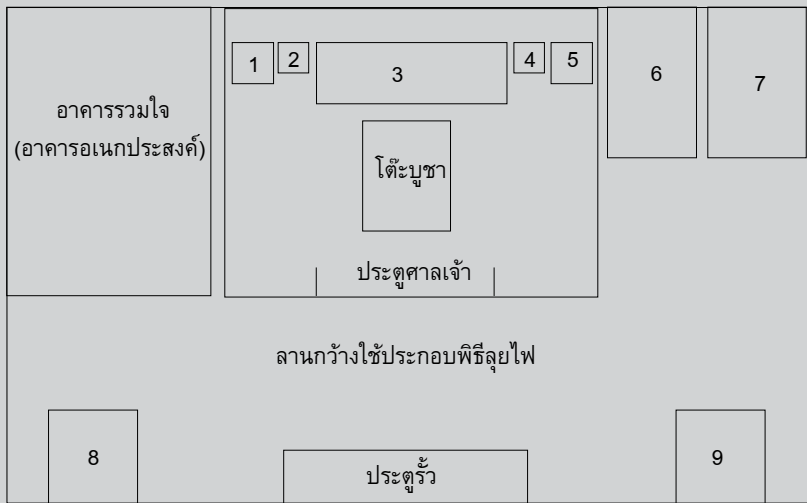 1
2
3
4
5
6
7
อาคารรวมใจ
(อาคารอเนกประสงค์)
โต๊ะบูชา
ประตูศาลเจ้า
ลานกว้างใช้ประกอบพิธีลุยไฟ
8
ประตูรั้ว
9